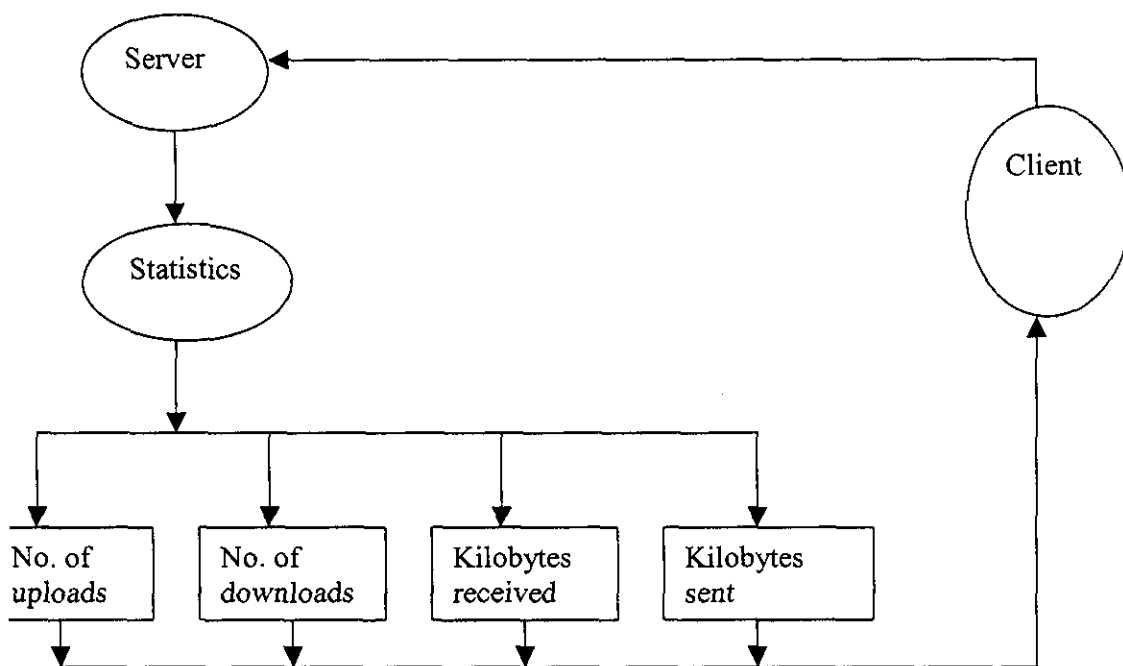 Server
Client
Statistics
No. of
uploads
No. of
downloads
Kilobytes
received
Kilobytes
sent